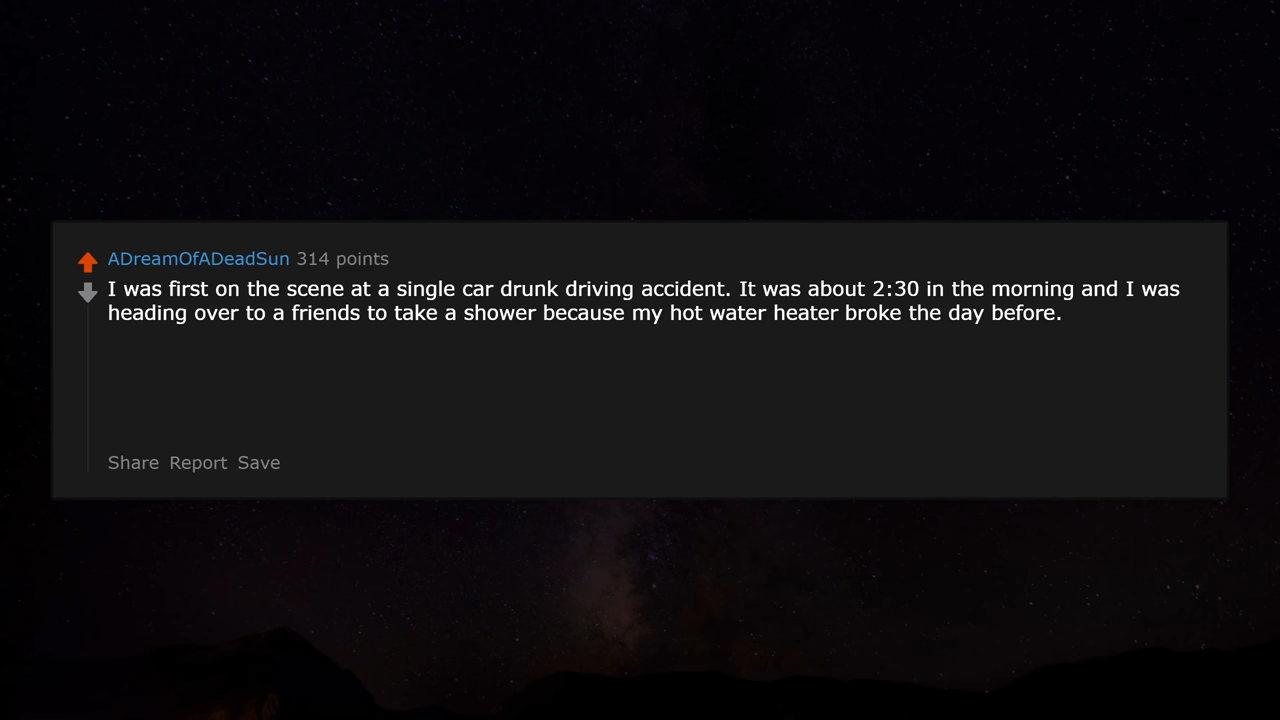 ADreamOfADeadSun 314 points
I was first on the scene at a single car drunk driving accident. It was about 2:30 in the morning and I was
heading over to a friends to take a shower because my hot water heater broke the day before.
Share Report Save